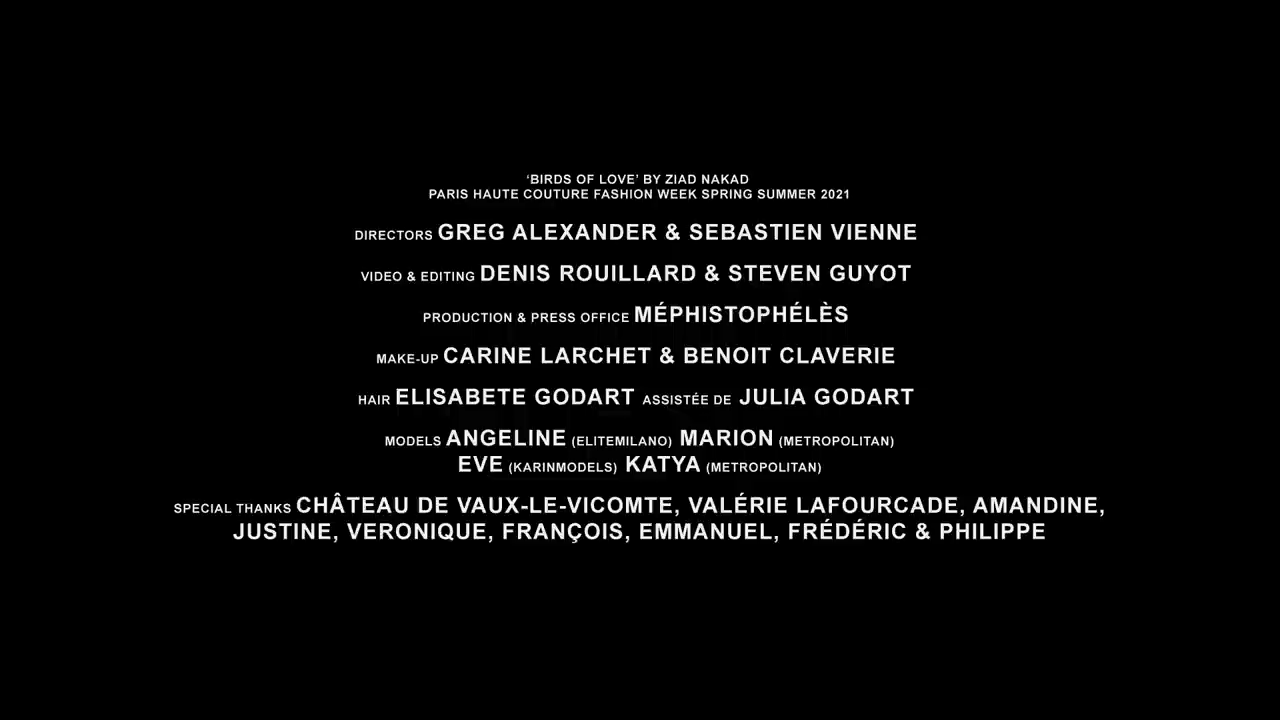 ‘BIRDS OF LOVE’ BY ZIAD NAKAD
PARIS HAUTE COUTURE FASHION WEEK SPRING SUMMER 2021
DIRECTORS GREG ALEXANDER & SEBASTIEN VIENNE
VIDEO & EDITING DENIS ROUILLARD & STEVEN GUYOT
PRODUCTION & PRESS OFFICE MÉPHISTOPHÉLÈS
MAKE-UP CARINE LARCHET & BENOIT CLAVERIE
HAIR ELISABETE GODART ASSISTÉE DE JULIA GODART
MODELS ANGELINE (ELITEMILANO) MARION (METROPOLITAN)
EVE (KARINMODELS) KATYA (METROPOLITAN)
SPECIAL THANKS CHÂTEAU DE VAUX-LE-VICOMTE, VALÉRIE LAFOURCADE, AMANDINE,
JUSTINE, VERONIQUE, FRANÇOIS, EMMANUEL, FRÉDÉRIC & PHILIPPE